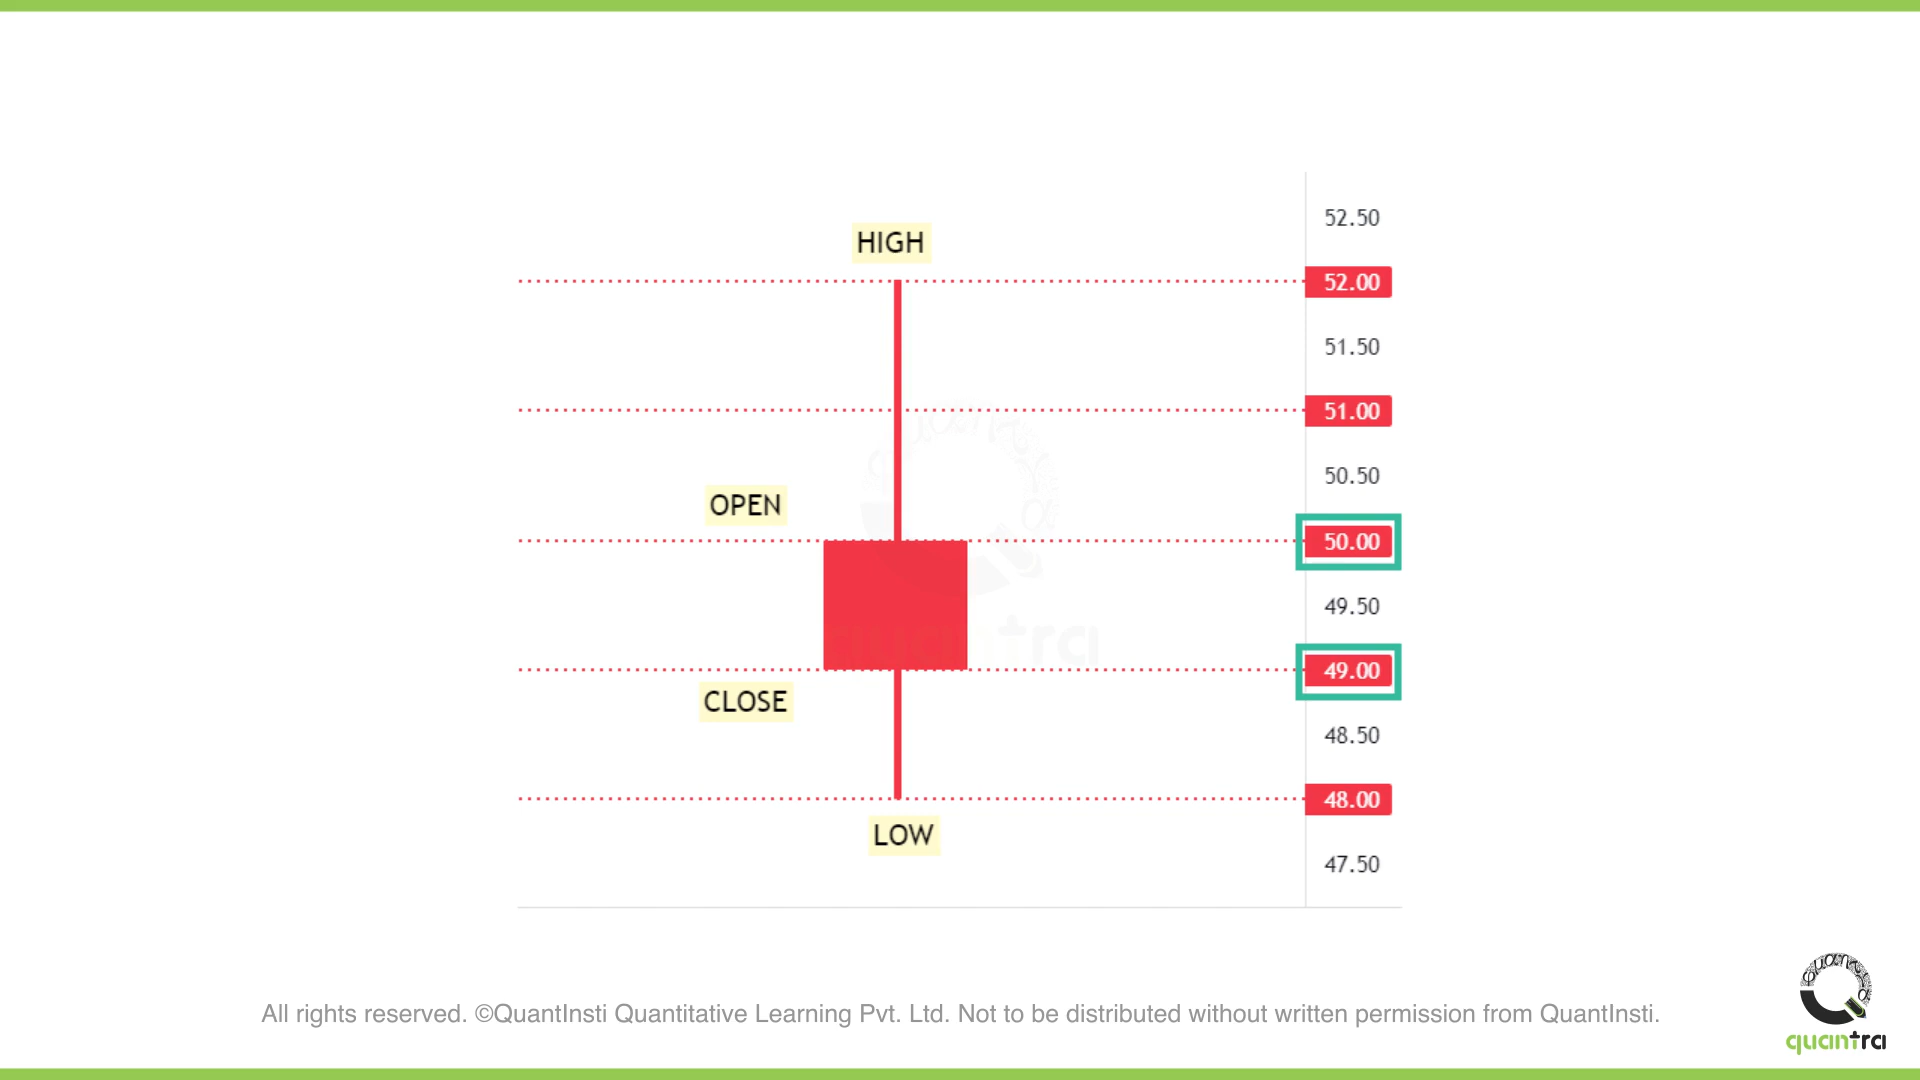 52.50
HIGH
52.00
51.50
51.00
50.50
OPEN
50.00
49.50
49.00
CLOSE
48.50
48.00
LOW
47.50
All rights reserved. ©QuantInsti Quantitative Learning Pvt. Ltd. Not to be distributed without written permission from QuantInsti.
quantra